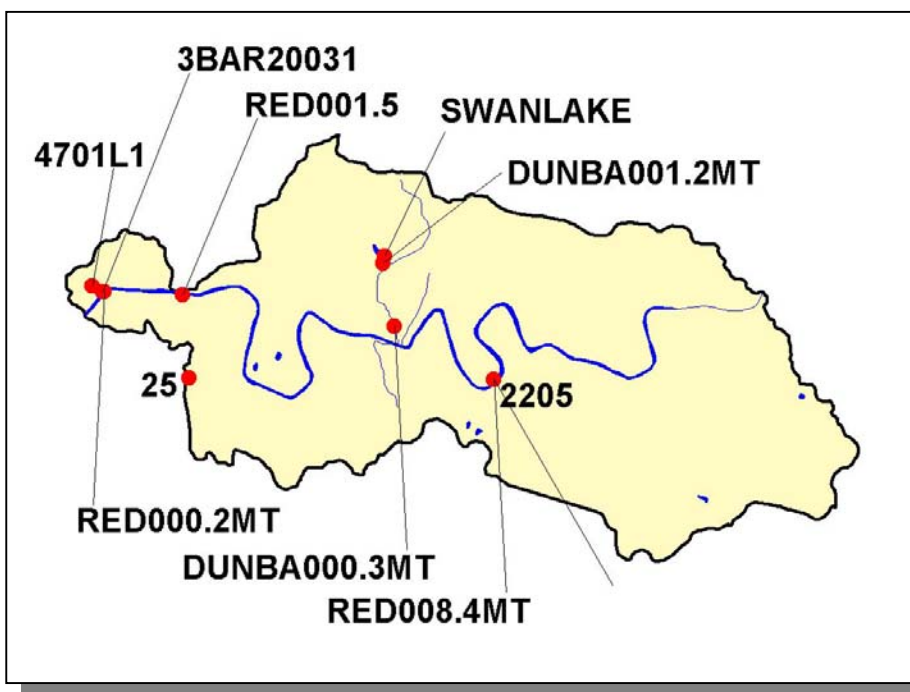 3BAR20031
RED001.5
SWANLAKE
4701L1
DUNBA001.2MT
25
2205
RED000.2MT
DUNBA000.3MT
RED008.4MT